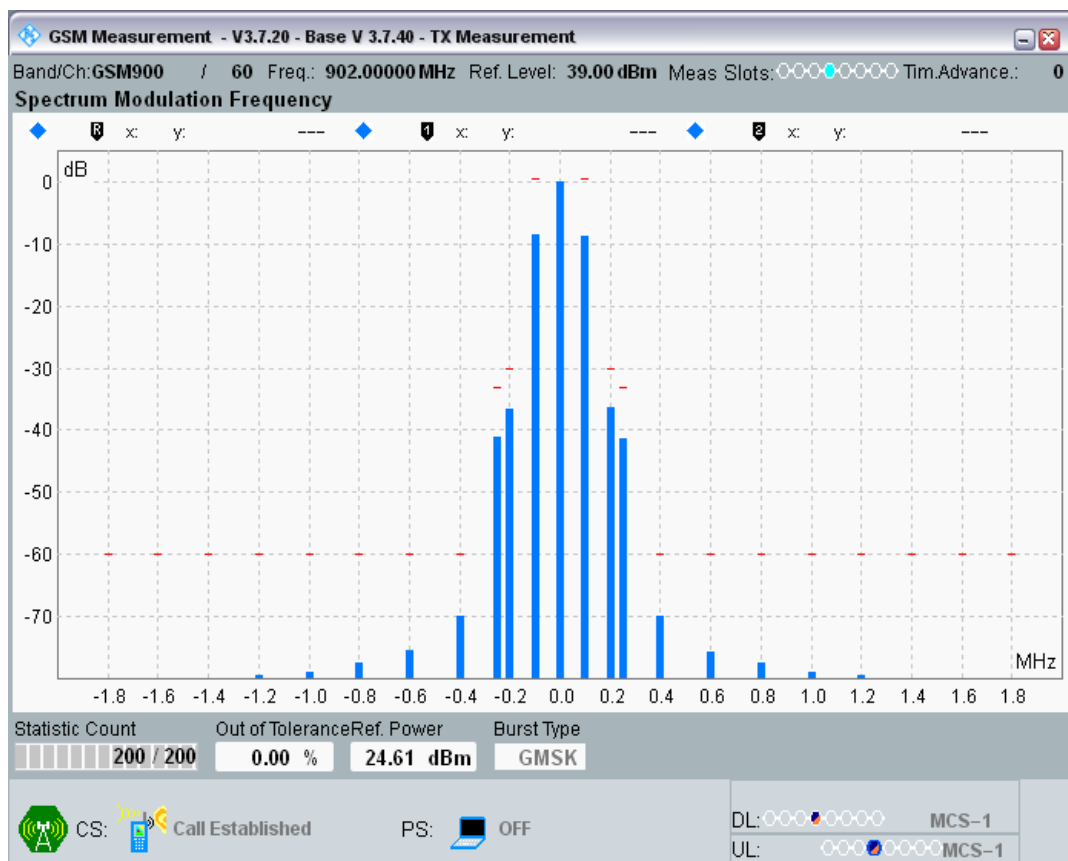 GSM Measurement - V3.7.20 - Base V 3.7.40 - TX Measurement
Band/Ch:GSM900 / 60 Freq.: 902.00000 MHz Ref. Level: 39.00 dBm Meas Slots: Tim.Advance.: 0
Spectrum Modulation Frequency
R x: y: --- 1 x: y: --- 2 x: y: ---
dB
0
-10
-20
-30
-40
-50
-60
-70
MHz
-1.8 -1.6 -1.4 -1.2 -1.0 -0.8 -0.6 -0.4 -0.2 0.0 0.2 0.4 0.6 0.8 1.0 1.2 1.4 1.6 1.8
Statistic Count Out of Tolerance Ref. Power Burst Type
200 / 200 0.00 % 24.61 dBm GMSK
CS: Call Established PS: OFF
DL: MCS-1
UL: MCS-1